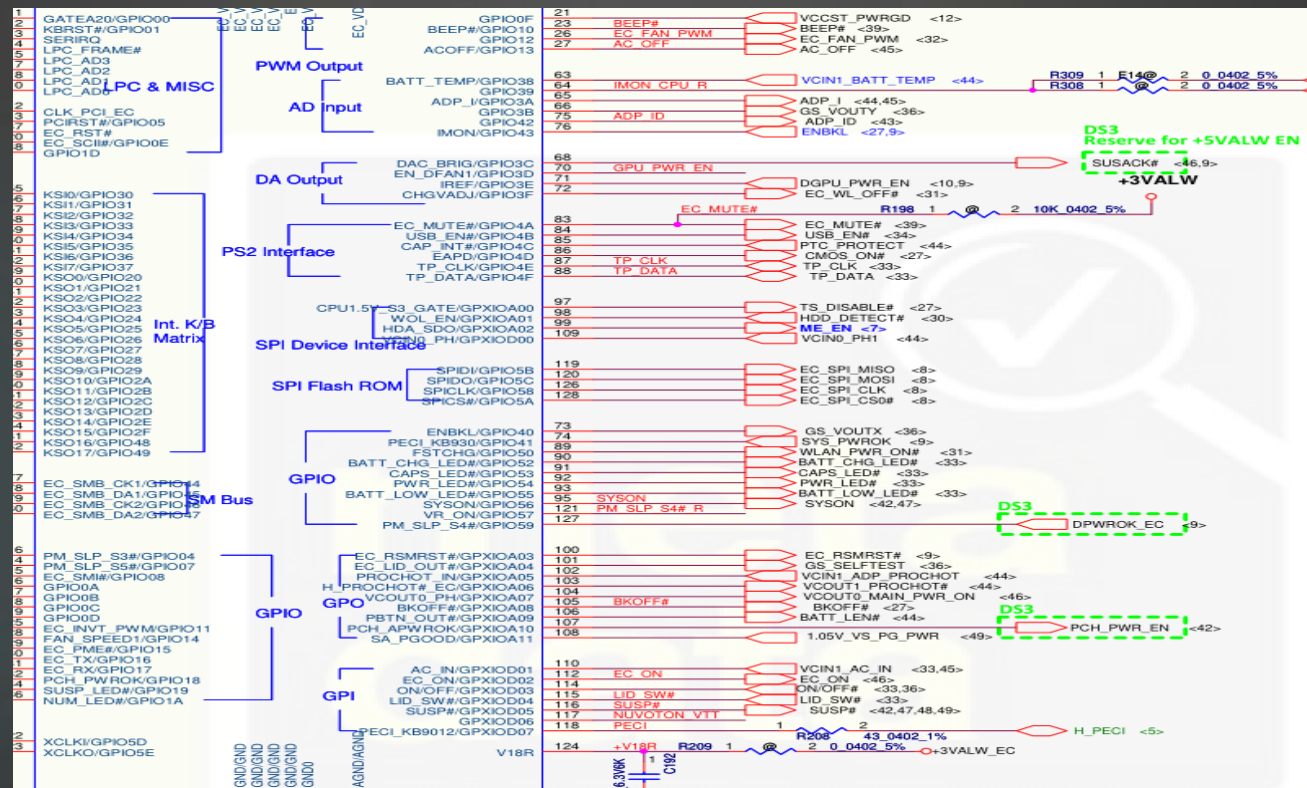 GATEA20/GPIO00
KBRST#/GPIO01
SERIRQ
LPC_FRAME#
LPC_AD3
LPC_AD2
LPC_AD1
LPC_AD0
LPC & MISC
CLK_PCI_EC
PCIRST#/GPIO05
EC_RST#
EC_SCII#/GPIO0E
GPIO1D
KSI0/GPIO30
KSI1/GPIO31
KSI2/GPIO32
KSI3/GPIO33
KSI4/GPIO34
KSI5/GPIO35
KSI6/GPIO36
KSI7/GPIO37
KSO0/GPIO20
KSO1/GPIO21
KSO2/GPIO22
KSO3/GPIO23
KSO4/GPIO24
KSO5/GPIO25
KSO6/GPIO26
KSO7/GPIO27
KSO8/GPIO28
KSO9/GPIO29
KSO10/GPIO2A
KSO11/GPIO2B
KSO12/GPIO2C
KSO13/GPIO2D
KSO14/GPIO2E
KSO15/GPIO2F
KSO16/GPIO48
KSO17/GPIO49
Int. K/B
Matrix
EC_SMB_CK1/GPIO44
EC_SMB_DA1/GPIO45
EC_SMB_CK2/GPIO46
EC_SMB_DA2/GPIO47
SM Bus
PM_SLP_S3#/GPIO04
PM_SLP_S5#/GPIO07
EC_SMI#/GPIO08
GPIO0A
GPIO0B
GPIO0C
GPIO0D
EC_INVT_PWM/GPIO11
FAN_SPEED1/GPIO14
EC_PME#/GPIO15
EC_TX/GPIO16
EC_RX/GPIO17
PCH_PWROK/GPIO18
SUSP_LED#/GPIO19
NUM_LED#/GPIO1A
GPIO
XCLKI/GPIO5D
XCLKO/GPIO5E
GND/GND
GND/GND
GND/GND
GND/GND
GND0
AGND/AGND
PWM Output
GPIO0F 21 VCCST_PWRGD <12>
BEEP#/GPIO10 23 BEEP# BEEP# <39>
GPIO12 26 EC_FAN_PWM EC_FAN_PWM <32>
ACOFF/GPIO13 27 AC_OFF AC_OFF <45>
AD Input
BATT_TEMP/GPIO38 63 VCIN1_BATT_TEMP <44>
GPIO39 64 IMON_CPU_R
ADP_I/GPIO3A 65 ADP_I <44,45>
GPIO3B 66 GS_VOUTY <36>
GPIO42 75 ADP_ID ADP_ID <43>
IMON/GPIO43 76 ENBKL <27,9>
R309 1 E14@ 2 0_0402_5%
R308 1 @ 2 0_0402_5%
DS3
Reserve for +5VALW EN
SUSACK# <46,9>
+3VALW
DA Output
DAC_BRIG/GPIO3C 68
EN_DFAN1/GPIO3D 70 GPU_PWR_EN
IREF/GPIO3E 71 DGPU_PWR_EN <10,9>
CHGVADJ/GPIO3F 72 EC_WL_OFF# <31>
EC_MUTE# R198 1 @ 2 10K_0402_5%
PS2 Interface
EC_MUTE#/GPIO4A 83 EC_MUTE# <39>
USB_EN#/GPIO4B 84 USB_EN# <34>
CAP_INT#/GPIO4C 85 PTC_PROTECT <44>
EAPD/GPIO4D 86 CMOS_ON# <27>
TP_CLK/GPIO4E 87 TP_CLK TP_CLK <33>
TP_DATA/GPIO4F 88 TP_DATA TP_DATA <33>
CPU1.5V_S3_GATE/GPXIOA00 97 TS_DISABLE# <27>
WOL_EN/GPXIOA01 98 HDD_DETECT# <30>
HDA_SDO/GPXIOA02 99 ME_EN <7>
VCIN0_PH/GPXIOD00 109 VCIN0_PH1 <44>
SPI Device Interface
SPI Flash ROM
SPIDI/GPIO5B 119 EC_SPI_MISO <8>
SPIDO/GPIO5C 120 EC_SPI_MOSI <8>
SPICLK/GPIO58 126 EC_SPI_CLK <8>
SPICS#/GPIO5A 128 EC_SPI_CS0# <8>
GPIO
ENBKL/GPIO40 73 GS_VOUTX <36>
PECI_KB930/GPIO41 74 SYS_PWROK <9>
FSTCHG/GPIO50 89 WLAN_PWR_ON# <31>
BATT_CHG_LED#/GPIO52 90 BATT_CHG_LED# <33>
CAPS_LED#/GPIO53 91 CAPS_LED# <33>
PWR_LED#/GPIO54 92 PWR_LED# <33>
BATT_LOW_LED#/GPIO55 93 BATT_LOW_LED# <33>
SYSON/GPIO56 95 SYSON SYSON <42,47>
VR_ON/GPIO57 121 PM_SLP_S4#_R
PM_SLP_S4#/GPIO59 127
DS3
DPWROK_EC <9>
GPO
EC_RSMRST#/GPXIOA03 100 EC_RSMRST# <9>
EC_LID_OUT#/GPXIOA04 101 GS_SELFTEST <36>
PROCHOT_IN/GPXIOA05 102 VCIN1_ADP_PROCHOT <44>
H_PROCHOT#_EC/GPXIOA06 103 VCOUT1_PROCHOT# <44>
VCOUT0_PH/GPXIOA07 104 VCOUT0_MAIN_PWR_ON <46>
BKOFF#/GPXIOA08 105 BKOFF# BKOFF# <27>
PBTN_OUT#/GPXIOA09 106 BATT_LEN# <44>
PCH_APWROK/GPXIOA10 107
SA_PGOOD/GPXIOA11 108 1.05V_VS_PG_PWR <49>
DS3
PCH_PWR_EN <42>
GPI
AC_IN/GPXIOD01 110 VCIN1_AC_IN <33,45>
EC_ON/GPXIOD02 112 EC_ON EC_ON <46>
ON/OFF/GPXIOD03 114 ON/OFF# <33,36>
LID_SW#/GPXIOD04 115 LID_SW# LID_SW# <33>
SUSP#/GPXIOD05 116 SUSP# SUSP# <42,47,48,49>
GPXIOD06 117 NUVOTON_VTT
PECI_KB9012/GPXIOD07 118 PECI 1 2 H_PECI <5>
R208 43_0402_1%
V18R 124 +V18R R209 1 @ 2 0_0402_5% +3VALW_EC
1
C192